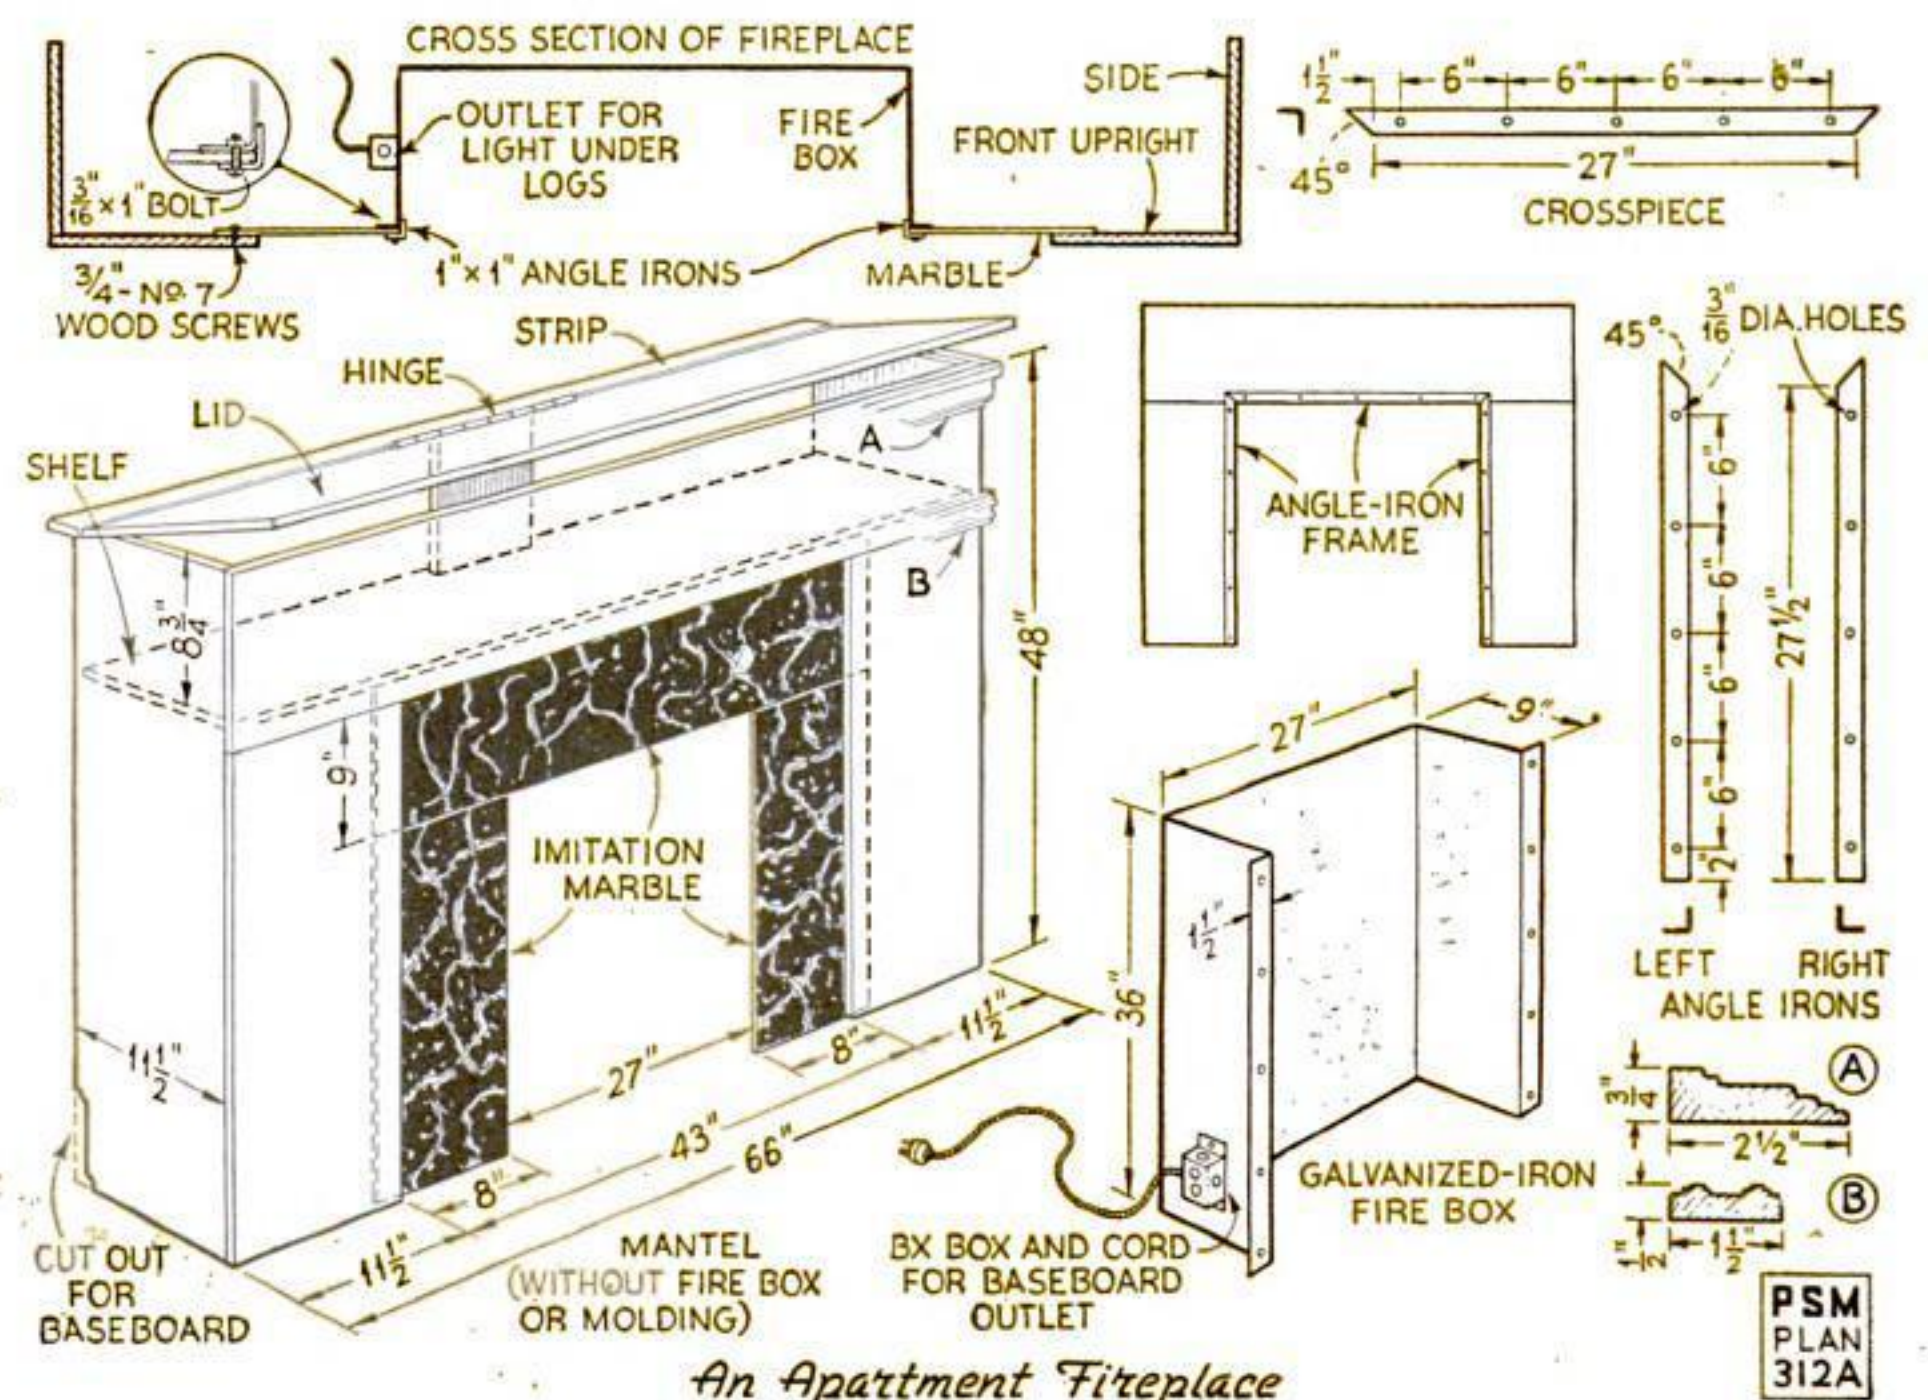 CROSS SECTION OF FIREPLACE
OUTLET FOR
LIGHT UNDER
LOGS
FIRE
BOX
SIDE
FRONT UPRIGHT
3/16" × 1" BOLT
3/4" - No. 7
WOOD SCREWS
1" × 1" ANGLE IRONS
MARBLE
1 1/2"
6"
6"
6"
6"
45°
27"
CROSSPIECE
STRIP
HINGE
LID
SHELF
A
B
8 3/4"
9"
48"
IMITATION
MARBLE
11 1/2"
27"
8"
11 1/2"
43"
66"
8"
11 1/2"
CUT OUT
FOR
BASEBOARD
MANTEL
(WITHOUT FIRE BOX
OR MOLDING)
ANGLE-IRON
FRAME
27"
9"
36"
1 1/2"
BX BOX AND CORD
FOR BASEBOARD
OUTLET
GALVANIZED-IRON
FIRE BOX
45°
3/16" DIA. HOLES
6"
6"
6"
6"
2"
27 1/2"
LEFT
RIGHT
ANGLE IRONS
A
3/4"
2 1/2"
B
1/2"
1 1/2"
PSM
PLAN
312A
An Apartment Fireplace